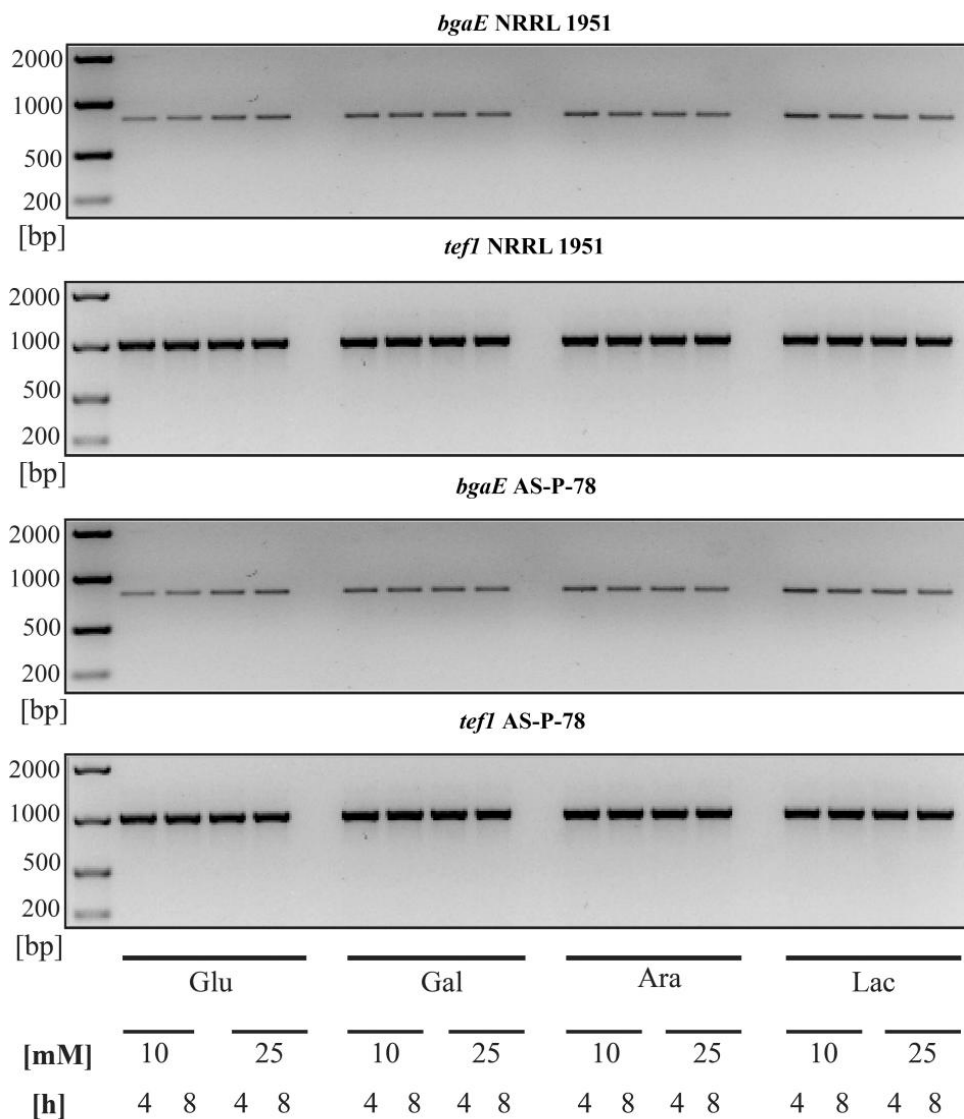 bgaE NRRL 1951
2000
1000
500
200
[bp]
tef1 NRRL 1951
2000
1000
500
200
[bp]
bgaE AS-P-78
2000
1000
500
200
[bp]
tef1 AS-P-78
2000
1000
500
200
[bp]
Glu Gal Ara Lac
[mM] 10 25 10 25 10 25 10 25
[h] 4 8 4 8 4 8 4 8 4 8 4 8 4 8 4 8